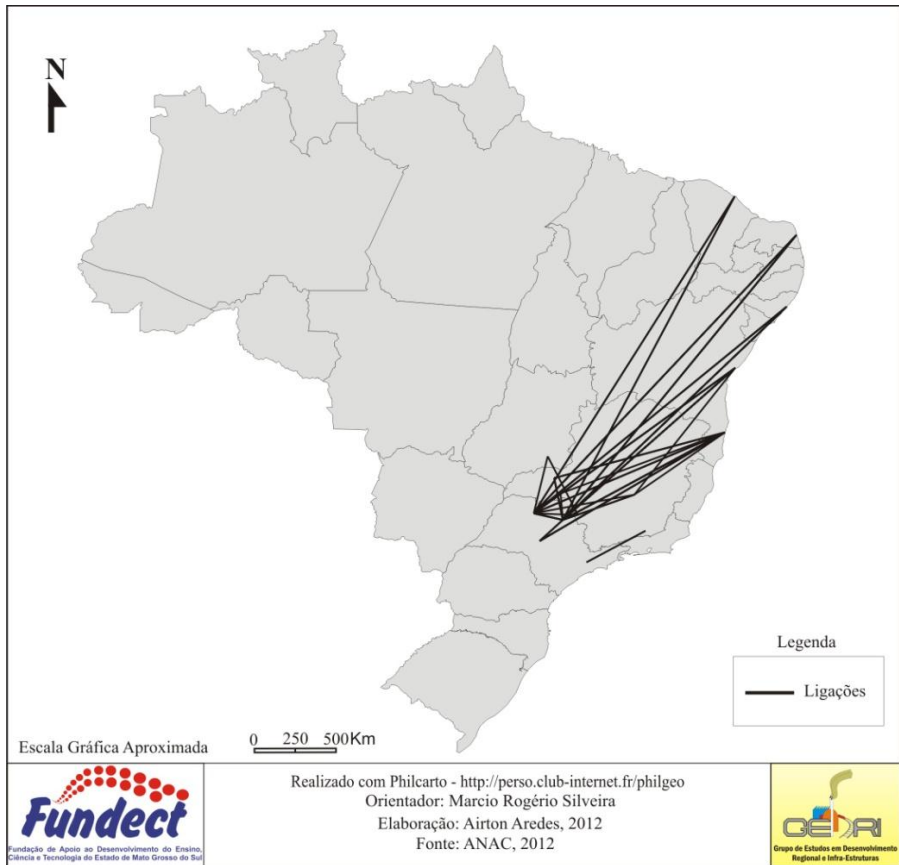 N
Legenda
Ligações
Escala Gráfica Aproximada
0 250 500Km
Fundect
Fundação de Apoio ao Desenvolvimento do Ensino,
Ciência e Tecnologia do Estado de Mato Grosso do Sul
Realizado com Philcarto - http://perso.club-internet.fr/philgeo
Orientador: Marcio Rogério Silveira
Elaboração: Airton Aredes, 2012
Fonte: ANAC, 2012
GEDRI
Grupo de Estudos em Desenvolvimento
Regional e Infra-Estruturas